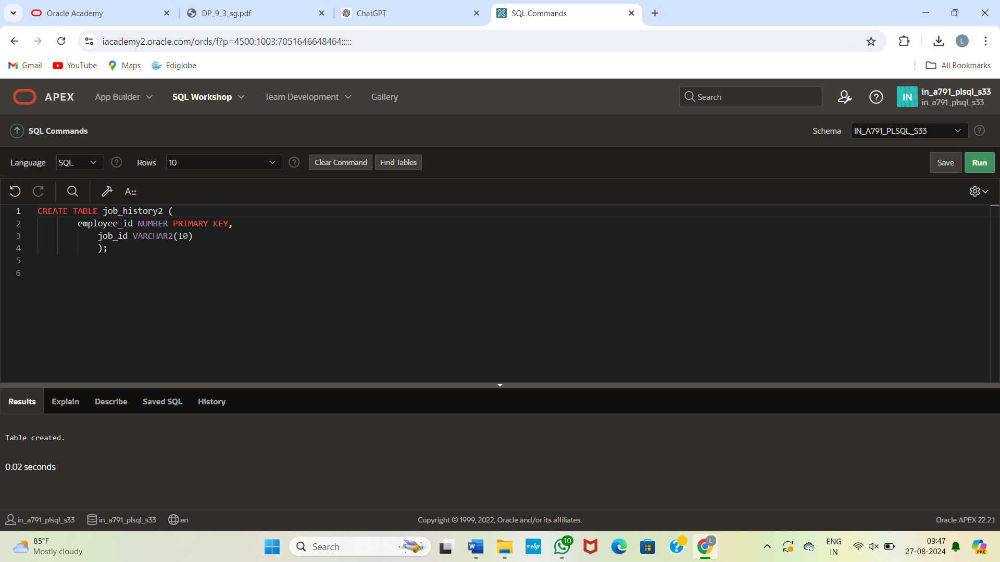 Oracle Academy
DP_9_3_sg.pdf
ChatGPT
SQL Commands
iacademy2.oracle.com/ords/f?p=4500:1003:7051646648464:::::
L
Gmail
YouTube
Maps
Ediglobe
All Bookmarks
APEX
App Builder
SQL Workshop
Team Development
Gallery
Search
IN
in_a791_plsql_s33
in_a791_plsql_s33
SQL Commands
Schema
IN_A791_PLSQL_S33
Language
SQL
Rows
10
Clear Command
Find Tables
Save
Run
A::
1 CREATE TABLE job_history2 (
2 employee_id NUMBER PRIMARY KEY,
3 job_id VARCHAR2(10)
4 );
5
6
Results
Explain
Describe
Saved SQL
History
Table created.
0.02 seconds
in_a791_plsql_s33
in_a791_plsql_s33
en
Copyright © 1999, 2022, Oracle and/or its affiliates.
Oracle APEX 22.2.1
85°F
Mostly cloudy
Search
W
myhp
10
L
ENG
IN
09:47
27-08-2024
PRE